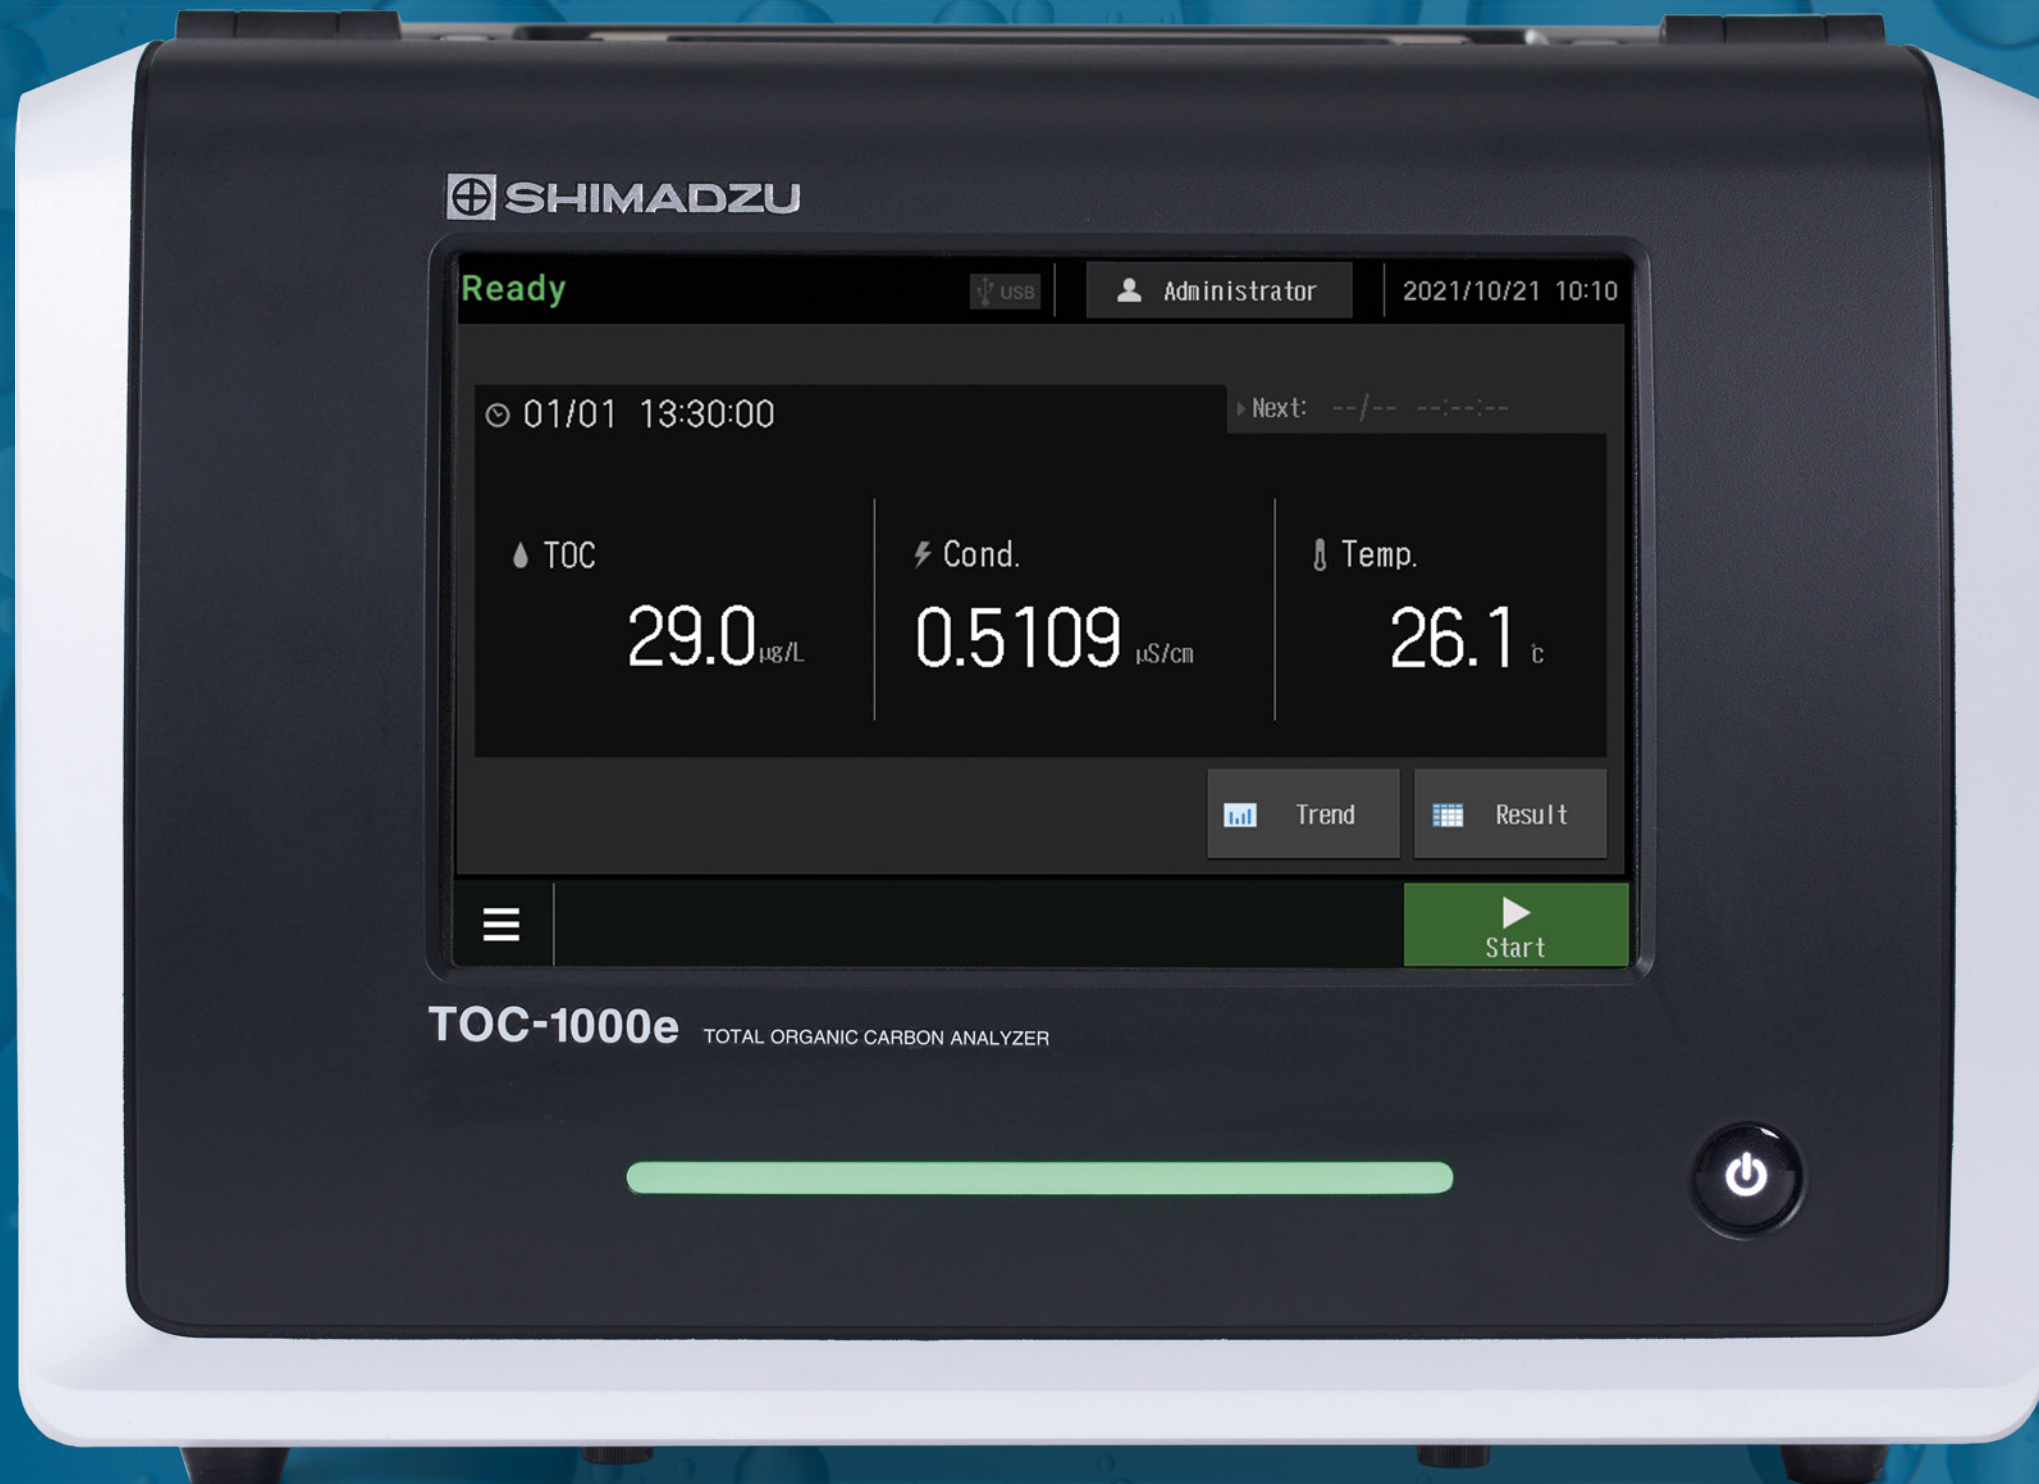 SHIMADZU
Ready USB Administrator 2021/10/21 10:10
01/01 13:30:00 Next: --/-- --:--:--
TOC Cond. Temp.
29.0 µg/L 0.5109 µS/cm 26.1 ℃
Trend Result
Start
TOC-1000e TOTAL ORGANIC CARBON ANALYZER